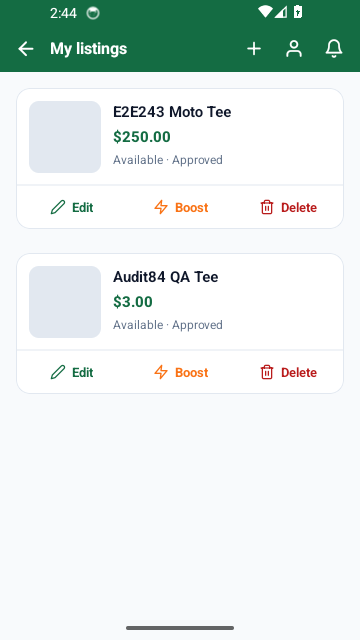 2:44
My listings
E2E243 Moto Tee
$250.00
Available · Approved
Edit
Boost
Delete
Audit84 QA Tee
$3.00
Available · Approved
Edit
Boost
Delete